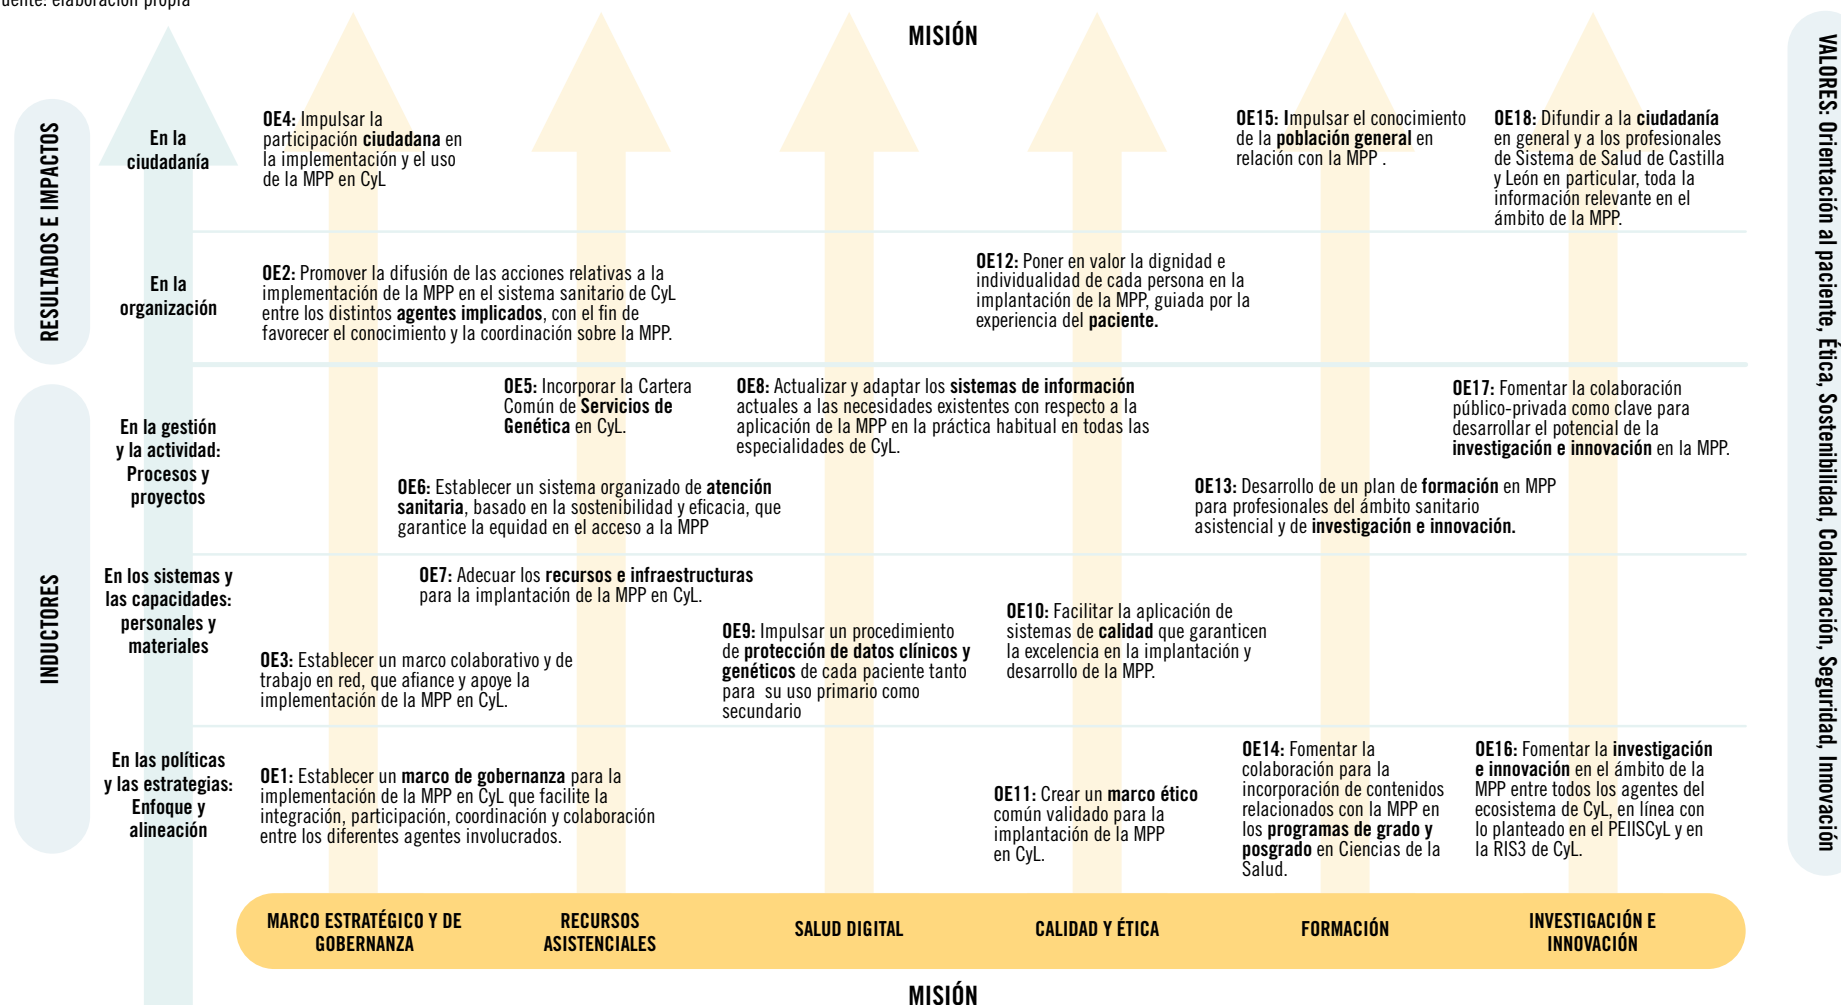 uente: elaboración propia
MISIÓN
RESULTADOS E IMPACTOS
En la
ciudadanía
OE4: Impulsar la
participación ciudadana en
la implementación y el uso
de la MPP en CyL
OE15: Impulsar el conocimiento
de la población general en
relación con la MPP .
OE18: Difundir a la ciudadanía
en general y a los profesionales
de Sistema de Salud de Castilla
y León en particular, toda la
información relevante en el
ámbito de la MPP.
En la
organización
OE2: Promover la difusión de las acciones relativas a la
implementación de la MPP en el sistema sanitario de CyL
entre los distintos agentes implicados, con el fin de
favorecer el conocimiento y la coordinación sobre la MPP.
OE12: Poner en valor la dignidad e
individualidad de cada persona en la
implantación de la MPP, guiada por la
experiencia del paciente.
INDUCTORES
En la gestión
y la actividad:
Procesos y
proyectos
OE5: Incorporar la Cartera
Común de Servicios de
Genética en CyL.
OE8: Actualizar y adaptar los sistemas de información
actuales a las necesidades existentes con respecto a la
aplicación de la MPP en la práctica habitual en todas las
especialidades de CyL.
OE17: Fomentar la colaboración
público-privada como clave para
desarrollar el potencial de la
investigación e innovación en la MPP.
OE6: Establecer un sistema organizado de atención
sanitaria, basado en la sostenibilidad y eficacia, que
garantice la equidad en el acceso a la MPP
OE13: Desarrollo de un plan de formación en MPP
para profesionales del ámbito sanitario
asistencial y de investigación e innovación.
En los sistemas y
las capacidades:
personales y
materiales
OE7: Adecuar los recursos e infraestructuras
para la implantación de la MPP en CyL.
OE3: Establecer un marco colaborativo y de
trabajo en red, que afiance y apoye la
implementación de la MPP en CyL.
OE9: Impulsar un procedimiento
de protección de datos clínicos y
genéticos de cada paciente tanto
para su uso primario como
secundario
OE10: Facilitar la aplicación de
sistemas de calidad que garanticen
la excelencia en la implantación y
desarrollo de la MPP.
En las políticas
y las estrategias:
Enfoque y
alineación
OE1: Establecer un marco de gobernanza para la
implementación de la MPP en CyL que facilite la
integración, participación, coordinación y colaboración
entre los diferentes agentes involucrados.
OE11: Crear un marco ético
común validado para la
implantación de la MPP
en CyL.
OE14: Fomentar la
colaboración para la
incorporación de contenidos
relacionados con la MPP en
los programas de grado y
posgrado en Ciencias de la
Salud.
OE16: Fomentar la investigación
e innovación en el ámbito de la
MPP entre todos los agentes del
ecosistema de CyL, en línea con
lo planteado en el PEIISCyL y en
la RIS3 de CyL.
MARCO ESTRATÉGICO Y DE
GOBERNANZA
RECURSOS
ASISTENCIALES
SALUD DIGITAL
CALIDAD Y ÉTICA
FORMACIÓN
INVESTIGACIÓN E
INNOVACIÓN
MISIÓN
VALORES: Orientación al paciente, Ética, Sostenibilidad, Colaboración, Seguridad, Innovación